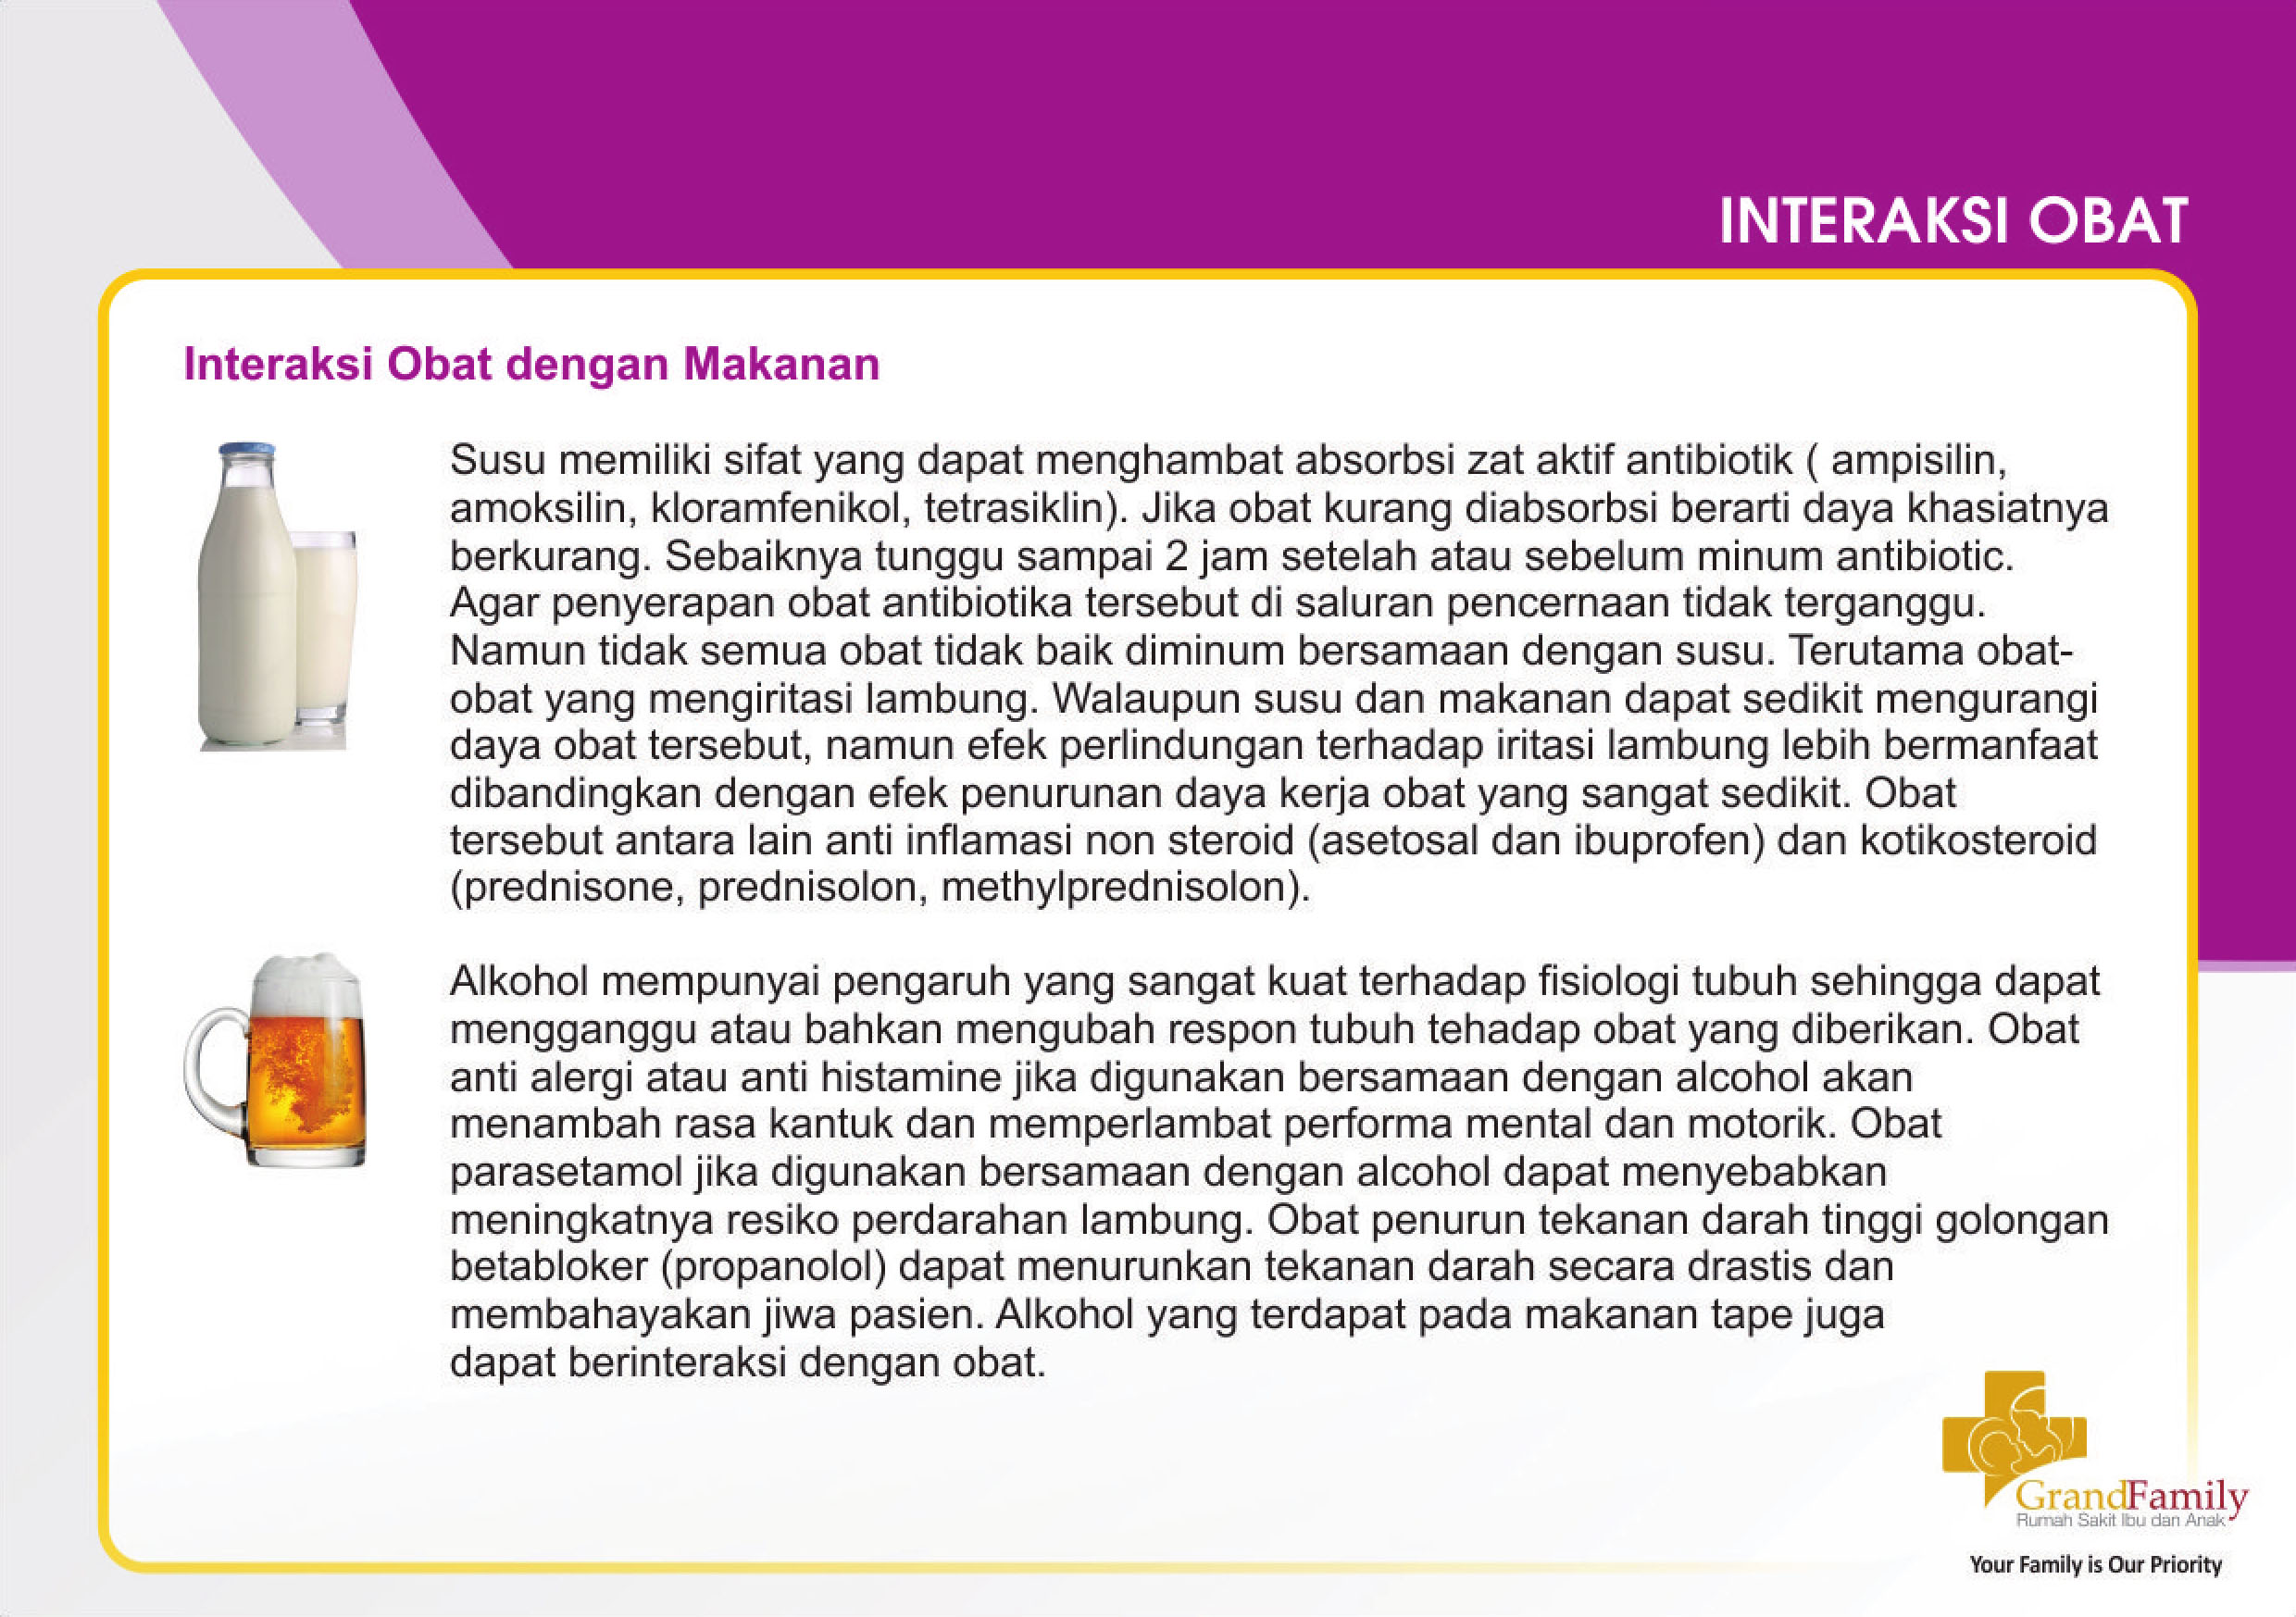 INTERAKSI OBAT
Interaksi Obat dengan Makanan
Susu memiliki sifat yang dapat menghambat absorbsi zat aktif antibiotik ( ampisilin,
amoksilin, kloramfenikol, tetrasiklin). Jika obat kurang diabsorbsi berarti daya khasiatnya
berkurang. Sebaiknya tunggu sampai 2 jam setelah atau sebelum minum antibiotic.
Agar penyerapan obat antibiotika tersebut di saluran pencernaan tidak terganggu.
Namun tidak semua obat tidak baik diminum bersamaan dengan susu. Terutama obat-
obat yang mengiritasi lambung. Walaupun susu dan makanan dapat sedikit mengurangi
daya obat tersebut, namun efek perlindungan terhadap iritasi lambung lebih bermanfaat
dibandingkan dengan efek penurunan daya kerja obat yang sangat sedikit. Obat
tersebut antara lain anti inflamasi non steroid (asetosal dan ibuprofen) dan kotikosteroid
(prednisone, prednisolon, methylprednisolon).
Alkohol mempunyai pengaruh yang sangat kuat terhadap fisiologi tubuh sehingga dapat
mengganggu atau bahkan mengubah respon tubuh tehadap obat yang diberikan. Obat
anti alergi atau anti histamine jika digunakan bersamaan dengan alcohol akan
menambah rasa kantuk dan memperlambat performa mental dan motorik. Obat
parasetamol jika digunakan bersamaan dengan alcohol dapat menyebabkan
meningkatnya resiko perdarahan lambung. Obat penurun tekanan darah tinggi golongan
betabloker (propanolol) dapat menurunkan tekanan darah secara drastis dan
membahayakan jiwa pasien. Alkohol yang terdapat pada makanan tape juga
dapat berinteraksi dengan obat.
GrandFamily
Rumah Sakit Ibu dan Anak
Your Family is Our Priority